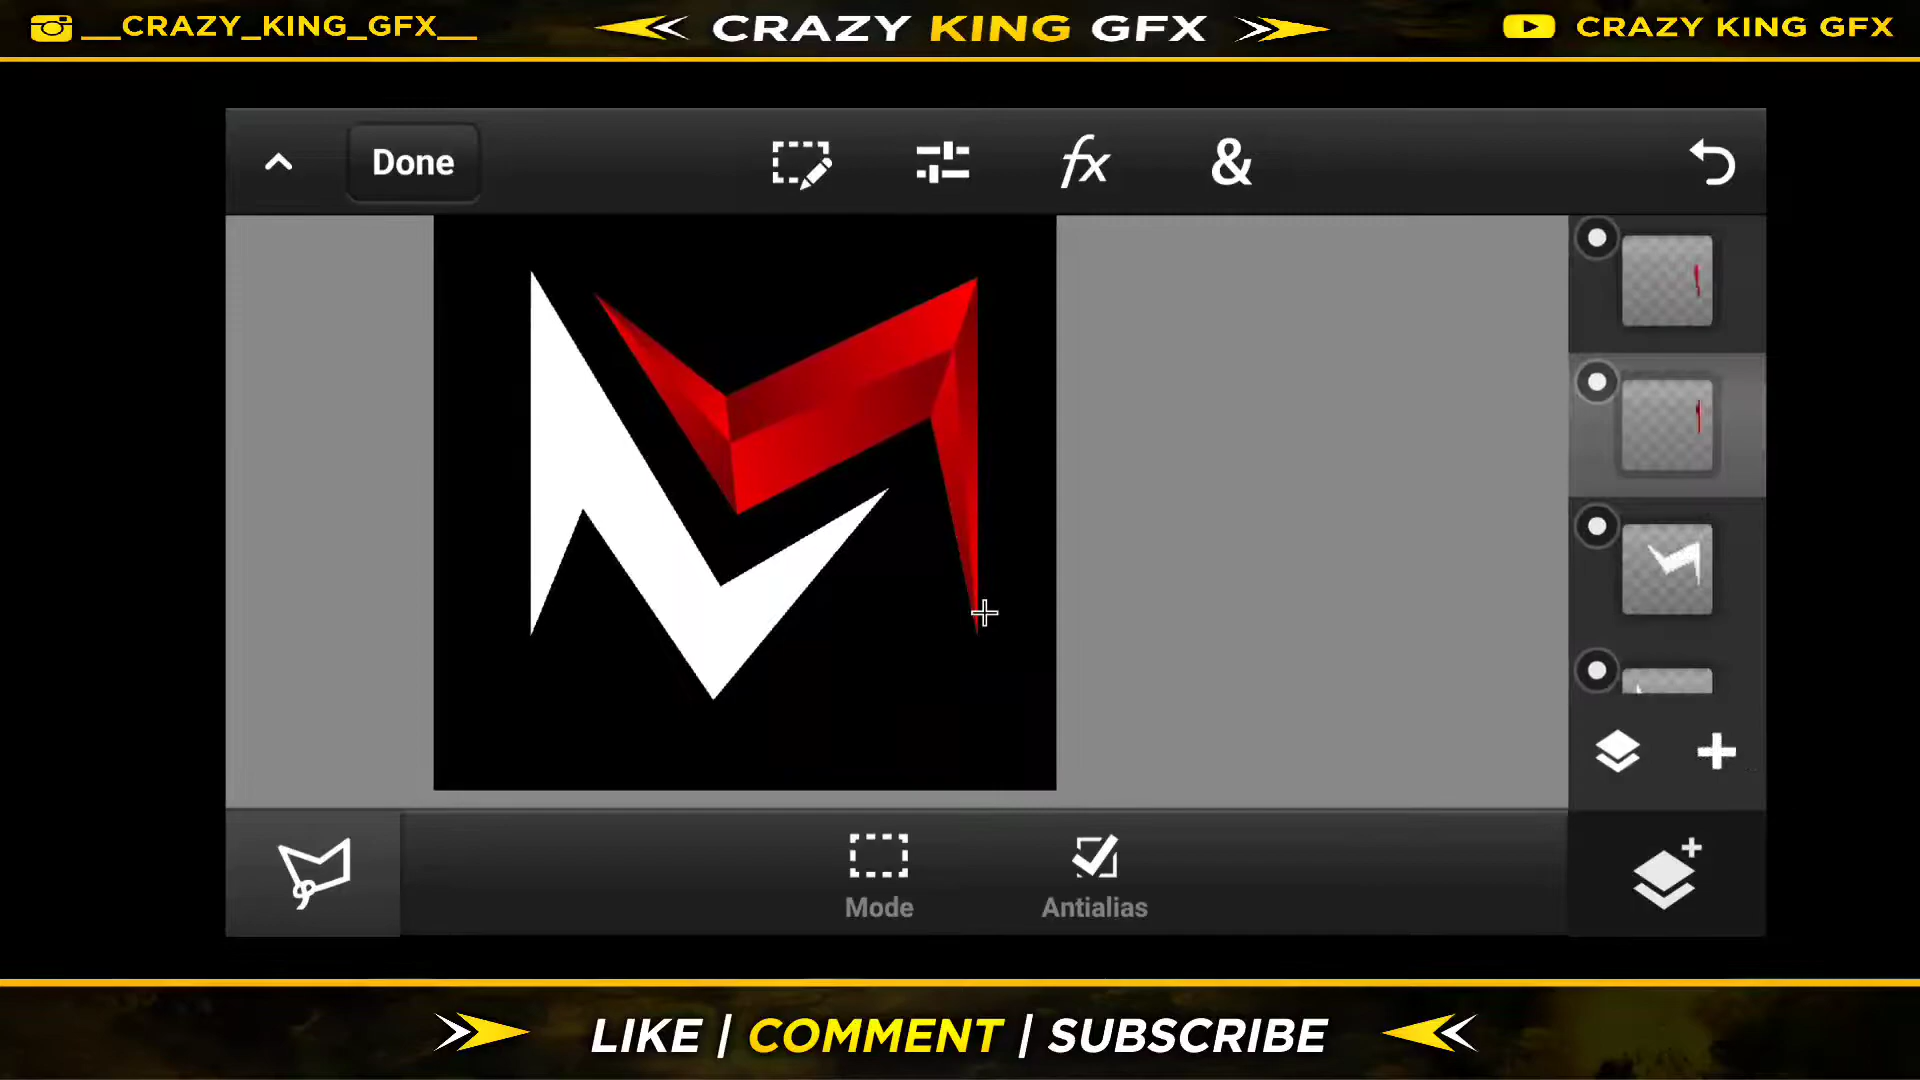 __CRAZY_KING_GFX__
CRAZY KING GFX
CRAZY KING GFX
Done
fx
&
Mode
Antialias
LIKE | COMMENT | SUBSCRIBE